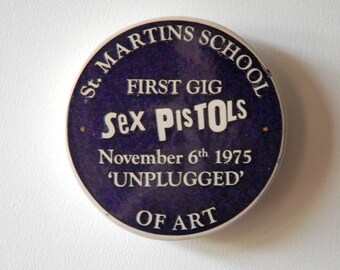 St. MARTINS SCHOOL
FIRST GIG
Sex PISTOLS
November 6th 1975
'UNPLUGGED'
OF ART